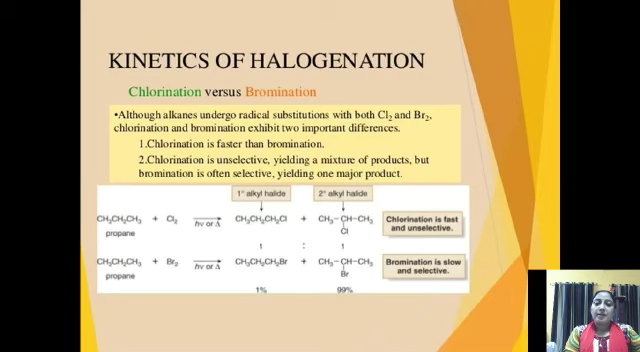 KINETICS OF HALOGENATION
Chlorination versus Bromination
•Although alkanes undergo radical substitutions with both Cl₂ and Br₂,
chlorination and bromination exhibit two important differences.
1.Chlorination is faster than bromination.
2.Chlorination is unselective, yielding a mixture of products, but
bromination is often selective, yielding one major product.
1° alkyl halide 2° alkyl halide
CH₃CH₂CH₃ + Cl₂ hν or Δ CH₃CH₂CH₂Cl + CH₃−CH−CH₃ Chlorination is fast
Cl and unselective.
propane
1 : 1
CH₃CH₂CH₃ + Br₂ hν or Δ CH₃CH₂CH₂Br + CH₃−CH−CH₃ Bromination is slow
Br and selective.
propane
1% 99%